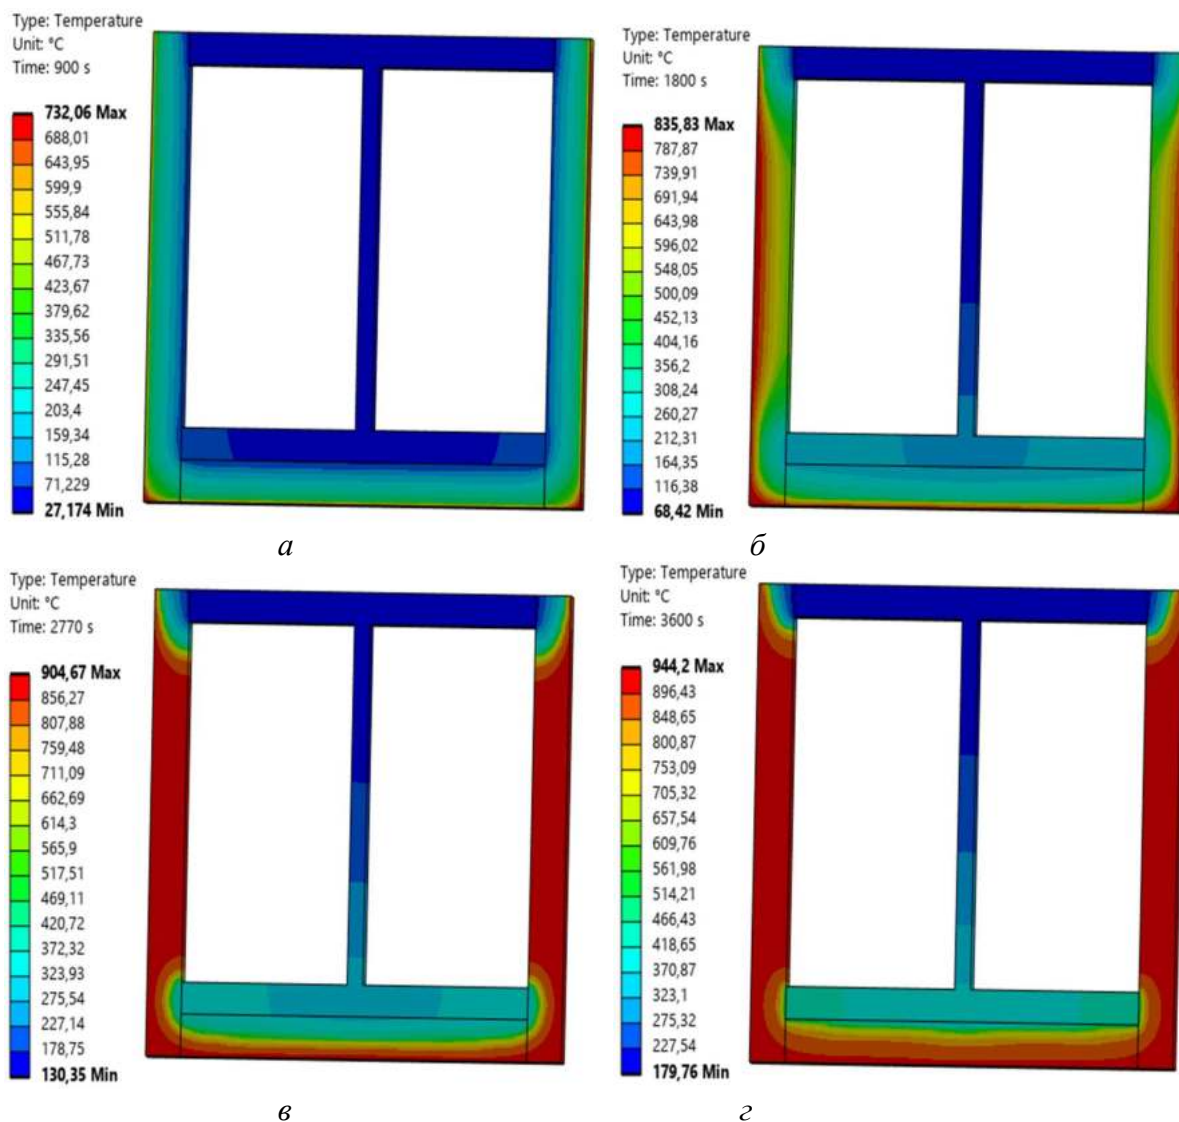 Type: Temperature
Unit: °C
Time: 900 s
732,06 Max
688,01
643,95
599,9
555,84
511,78
467,73
423,67
379,62
335,56
291,51
247,45
203,4
159,34
115,28
71,229
27,174 Min
а
Type: Temperature
Unit: °C
Time: 1800 s
835,83 Max
787,87
739,91
691,94
643,98
596,02
548,05
500,09
452,13
404,16
356,2
308,24
260,27
212,31
164,35
116,38
68,42 Min
б
Type: Temperature
Unit: °C
Time: 2770 s
904,67 Max
856,27
807,88
759,48
711,09
662,69
614,3
565,9
517,51
469,11
420,72
372,32
323,93
275,54
227,14
178,75
130,35 Min
в
Type: Temperature
Unit: °C
Time: 3600 s
944,2 Max
896,43
848,65
800,87
753,09
705,32
657,54
609,76
561,98
514,21
466,43
418,65
370,87
323,1
275,32
227,54
179,76 Min
г